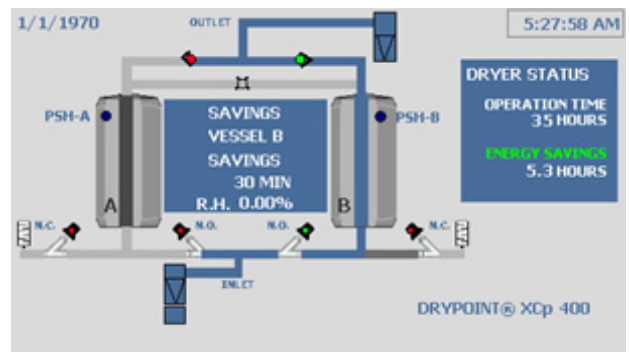 1/1/1970
OUTLET
5:27:58 AM
DRYER STATUS
OPERATION TIME
35 HOURS
ENERGY SAVINGS
5.3 HOURS
PSH-A
PSH-B
SAVINGS
VESSEL B
SAVINGS
30 MIN
R.H. 0.00%
A
B
N.C.
N.O.
N.O.
N.C.
INLET
DRYPOINT® XCp 400